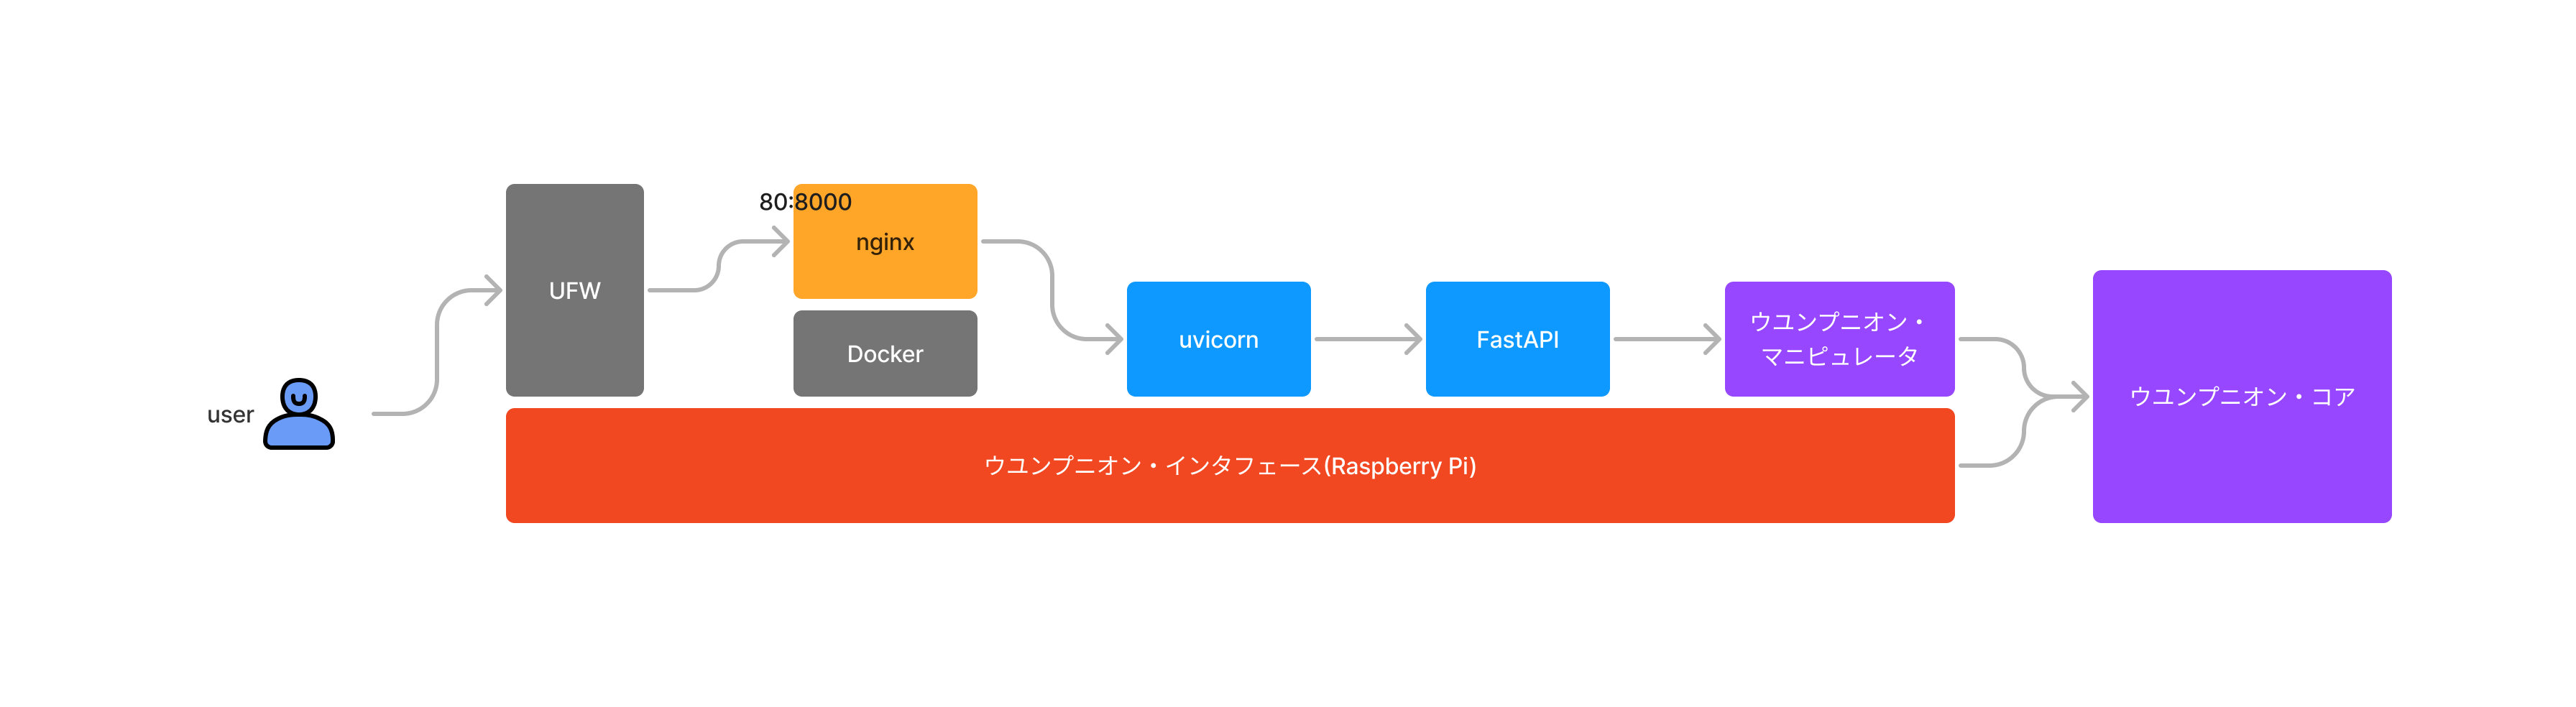 user
UFW
80:8000
nginx
Docker
uvicorn
FastAPI
ウユンプニオン・
マニピュレータ
ウユンプニオン・コア
ウユンプニオン・インタフェース(Raspberry Pi)